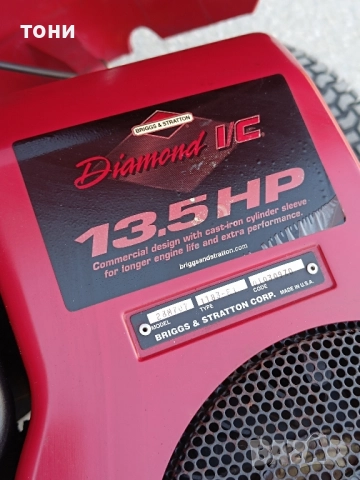 ТОНИ
BRIGGS & STRATTON
Diamond I/C
13.5 HP
Commercial design with cast-iron cylinder sleeve
for longer engine life and extra performance.
briggsandstratton.com
MODEL TYPE CODE
BRIGGS & STRATTON CORP. MADE IN U.S.A.